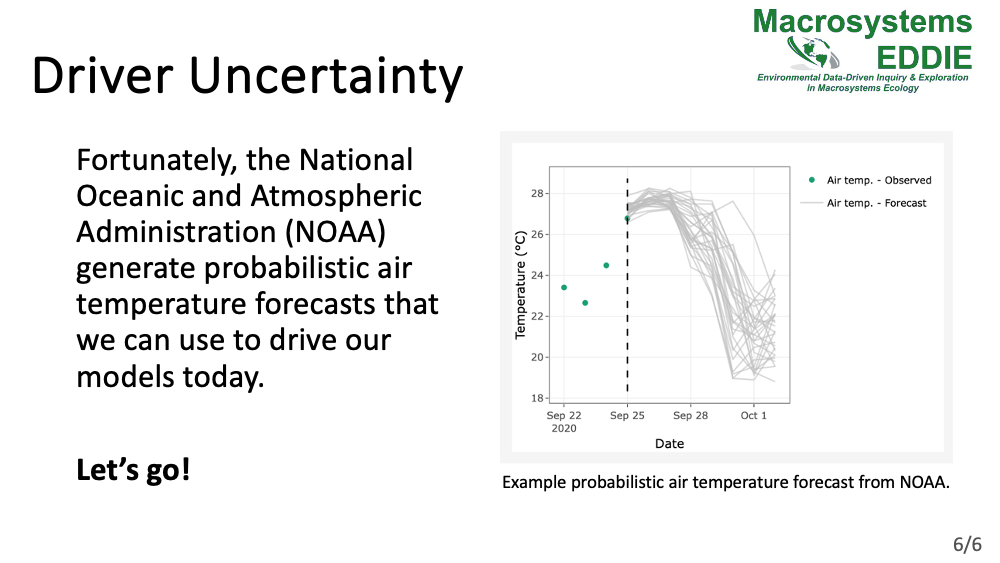 Macrosystems
EDDIE
Environmental Data-Driven Inquiry & Exploration
in Macrosystems Ecology
Driver Uncertainty
Fortunately, the National
Oceanic and Atmospheric
Administration (NOAA)
generate probabilistic air
temperature forecasts that
we can use to drive our
models today.
Let’s go!
28
26
24
22
20
18
Temperature (°C)
Sep 22
2020
Sep 25
Sep 28
Oct 1
Date
Air temp. - Observed
Air temp. - Forecast
Example probabilistic air temperature forecast from NOAA.
6/6